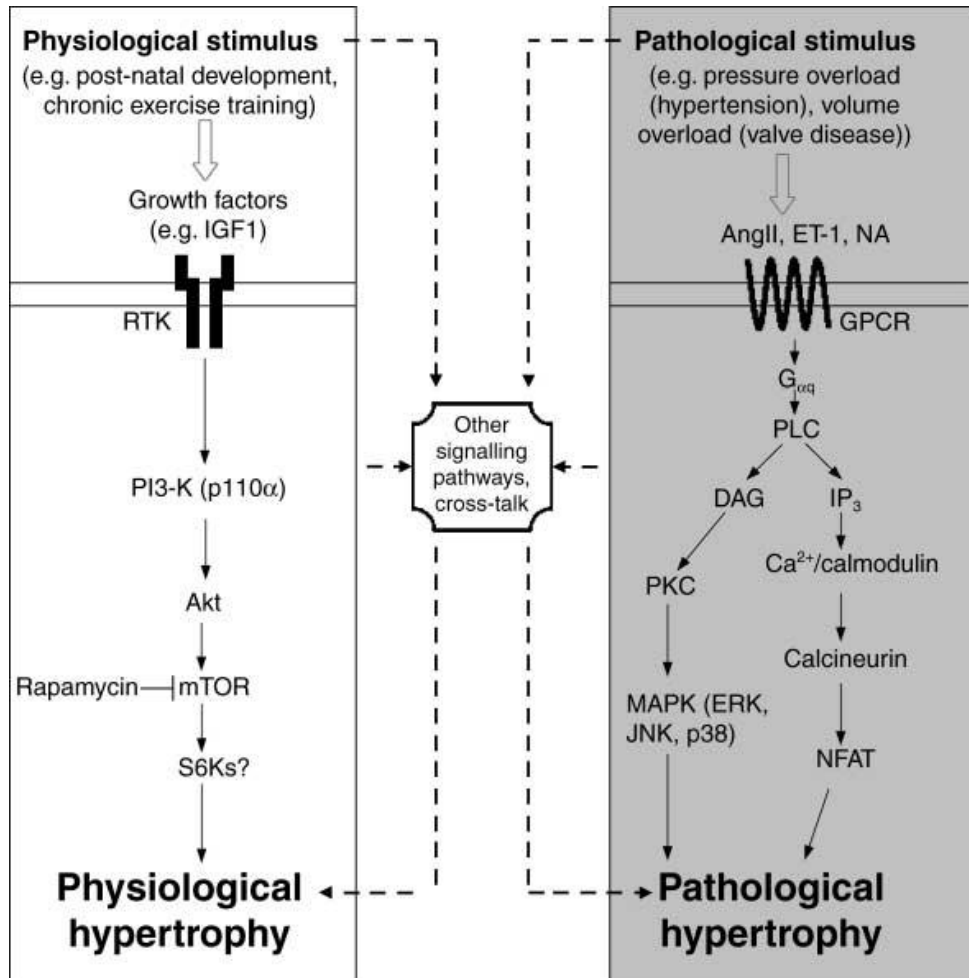 Physiological stimulus
(e.g. post-natal development,
chronic exercise training)
Growth factors
(e.g. IGF1)
RTK
PI3-K (p110α)
Akt
Rapamycin
mTOR
S6Ks?
Physiological
hypertrophy
Other
signalling
pathways,
cross-talk
Pathological stimulus
(e.g. pressure overload
(hypertension), volume
overload (valve disease))
AngII, ET-1, NA
GPCR
Gαq
PLC
DAG
IP3
Ca2+/calmodulin
PKC
Calcineurin
MAPK (ERK,
JNK, p38)
NFAT
Pathological
hypertrophy